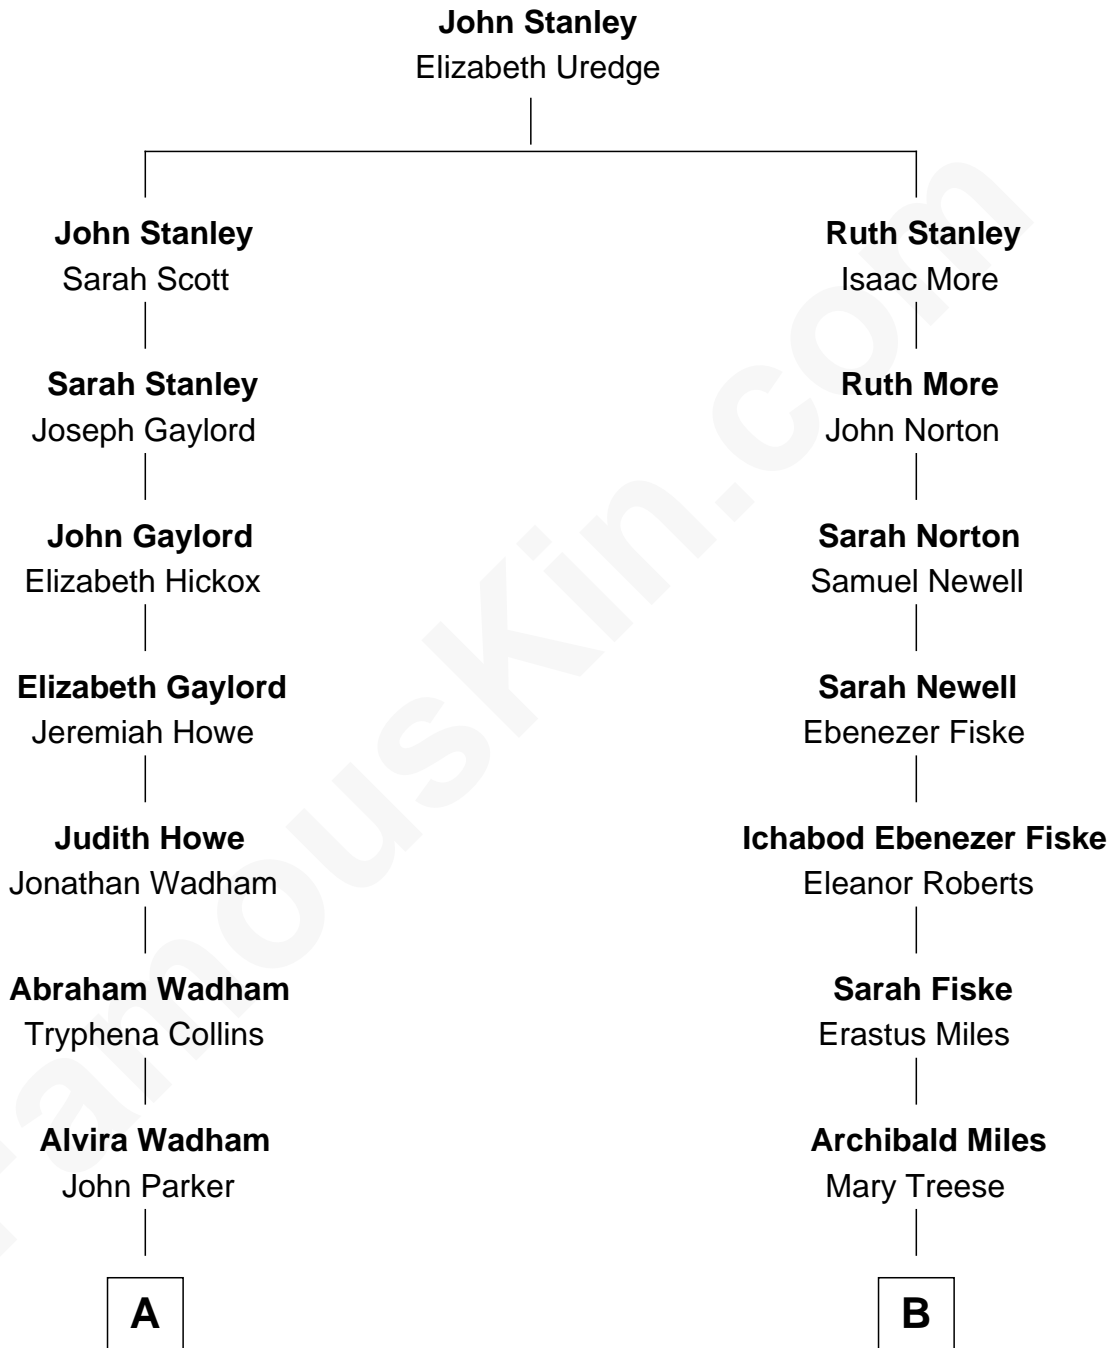 John Stanley
Elizabeth Uredge
John Stanley
Sarah Scott
Ruth Stanley
Isaac More
Sarah Stanley
Joseph Gaylord
Ruth More
John Norton
John Gaylord
Elizabeth Hickox
Sarah Norton
Samuel Newell
Elizabeth Gaylord
Jeremiah Howe
Sarah Newell
Ebenezer Fiske
Judith Howe
Jonathan Wadham
Ichabod Ebenezer Fiske
Eleanor Roberts
Abraham Wadham
Tryphena Collins
Sarah Fiske
Erastus Miles
Alvira Wadham
John Parker
Archibald Miles
Mary Treese
A
B
FamousKin.com